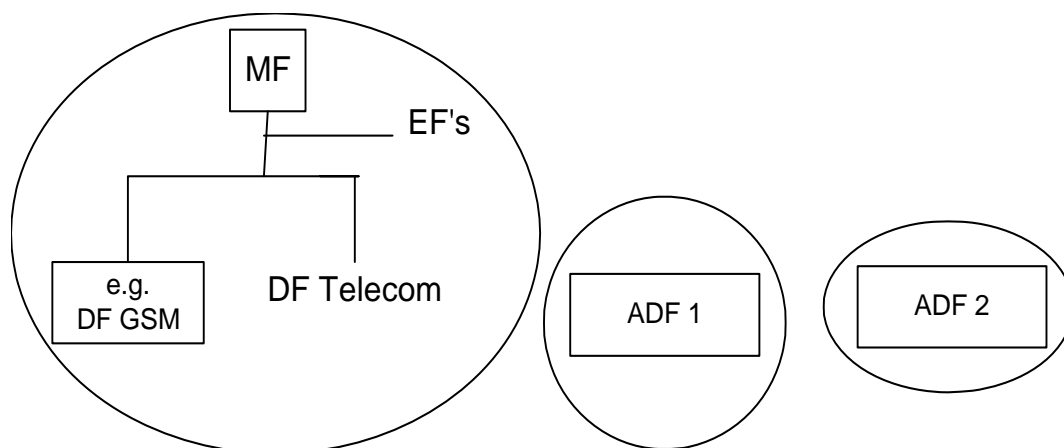 MF
EF's
e.g.
DF GSM
DF Telecom
ADF 1
ADF 2